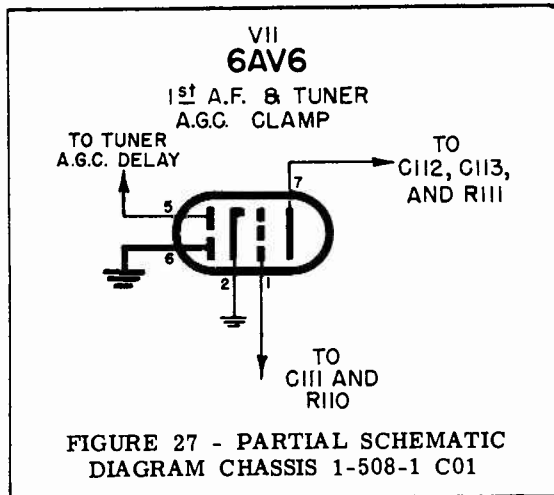 V11
6AV6
1st A.F. & TUNER
A.G.C. CLAMP
TO TUNER
A.G.C. DELAY
TO
C112, C113,
AND R111
7
5
6
2
1
TO
C111 AND
R110
FIGURE 27 - PARTIAL SCHEMATIC
DIAGRAM CHASSIS 1-508-1 C01